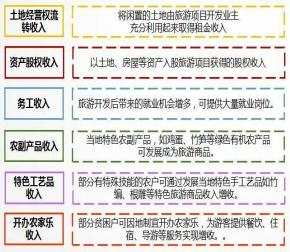 土地经营权流
转收入
将闲置的土地由旅游项目开发业主
充分利用起来取得租金收入
资产股权收入
以土地、房屋等资产入股旅游项目获得的股权收入
务工收入
旅游开发后带来的就业机会增多，可提供大量就业岗位。
农副产品收入
当地特色农副产品，如鸡蛋、竹笋等绿色有机农产品
可发展成为旅游商品。
特色工艺品
收入
部分有特殊技能的农户可通过发展当地特色手工艺品如竹
编、根雕等特色旅游商品收入增收。
开办农家乐
收入
部分贫困户可因地制宜开办农家乐，为游客提供餐饮、住
宿、导游等服务实现增收。